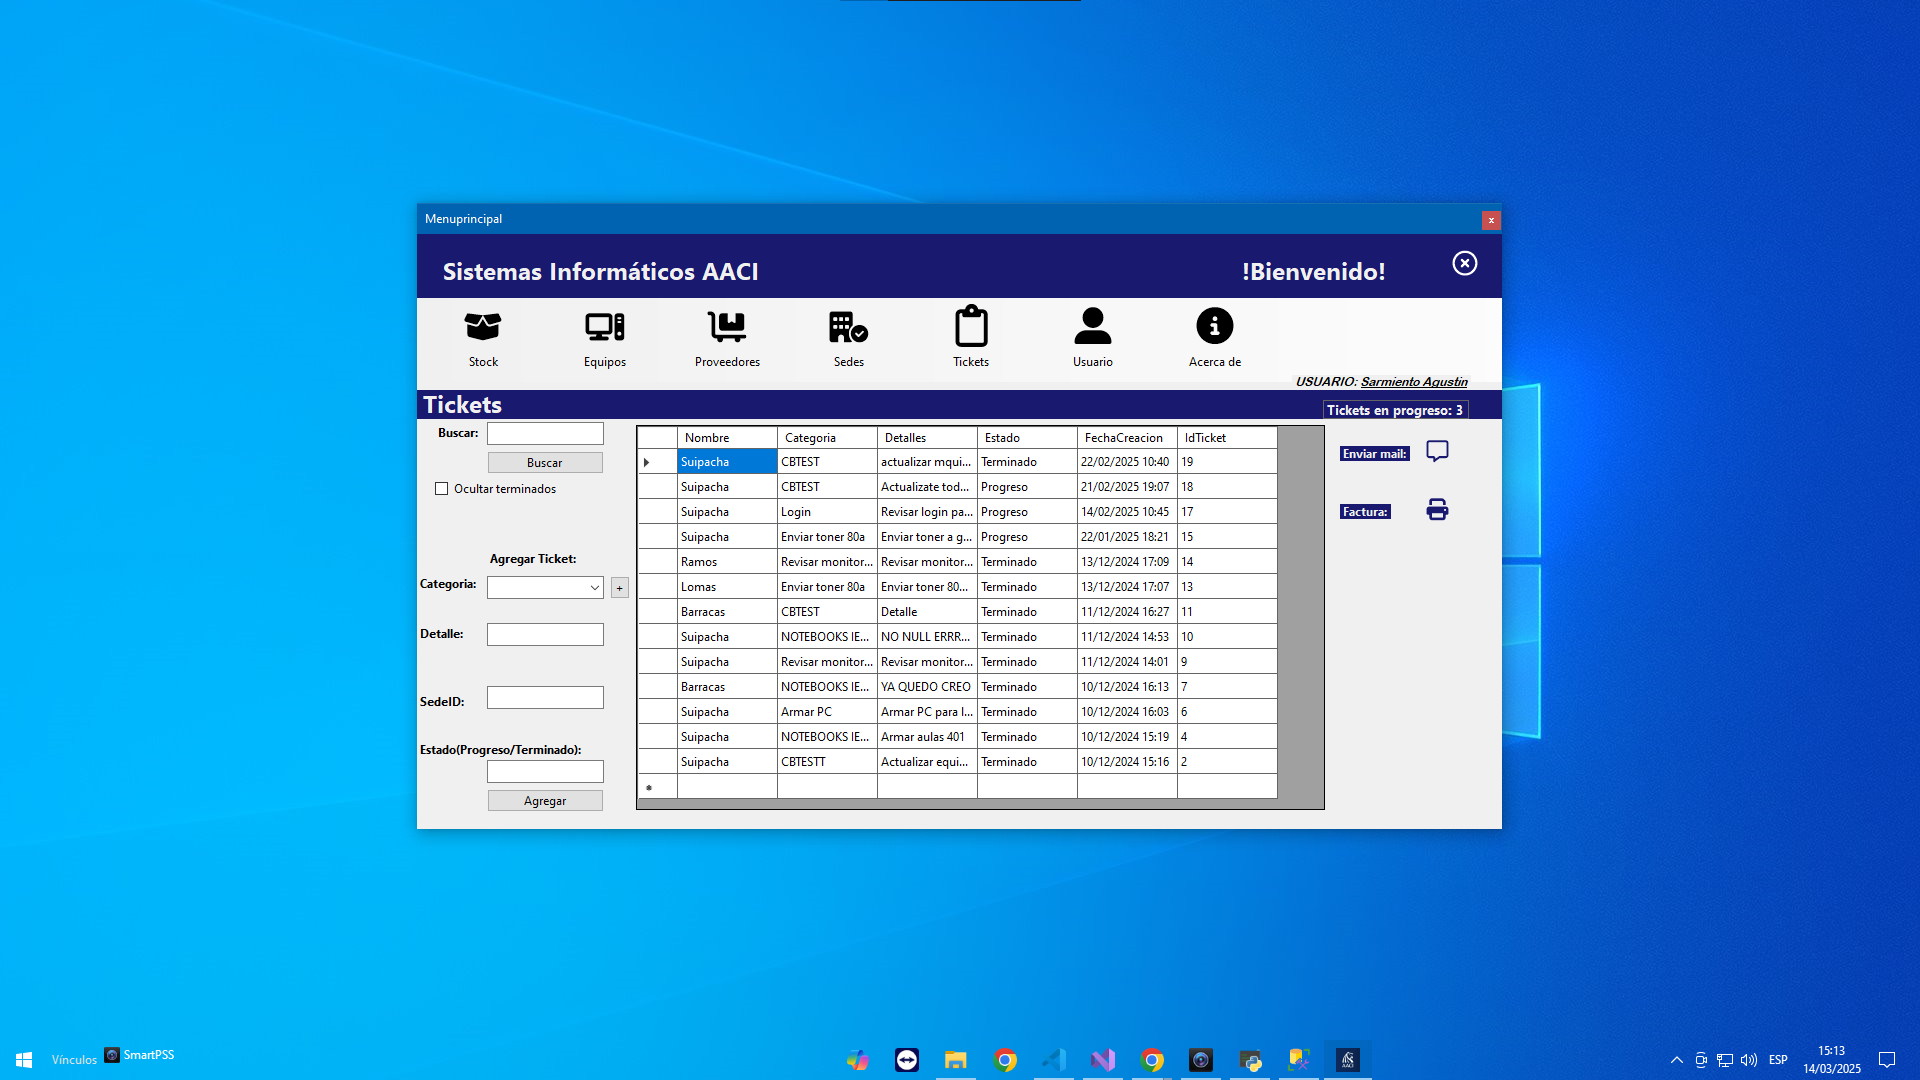 Menuprincipal
x
Sistemas Informáticos AACI
!Bienvenido!
Stock
Equipos
Proveedores
Sedes
Tickets
Usuario
Acerca de
USUARIO: Sarmiento Agustin
Tickets
Tickets en progreso: 3
Buscar:
Buscar
Ocultar terminados
Agregar Ticket:
Categoria:
+
Detalle:
SedeID:
Estado(Progreso/Terminado):
Agregar
Nombre Categoria Detalles Estado FechaCreacion IdTicket
Suipacha CBTEST actualizar mqui... Terminado 22/02/2025 10:40 19
Suipacha CBTEST Actualizate tod... Progreso 21/02/2025 19:07 18
Suipacha Login Revisar login pa... Progreso 14/02/2025 10:45 17
Suipacha Enviar toner 80a Enviar toner a g... Progreso 22/01/2025 18:21 15
Ramos Revisar monitor... Revisar monitor... Terminado 13/12/2024 17:09 14
Lomas Enviar toner 80a Enviar toner 80... Terminado 13/12/2024 17:07 13
Barracas CBTEST Detalle Terminado 11/12/2024 16:27 11
Suipacha NOTEBOOKS IE... NO NULL ERRR... Terminado 11/12/2024 14:53 10
Suipacha Revisar monitor... Revisar monitor... Terminado 11/12/2024 14:01 9
Barracas NOTEBOOKS IE... YA QUEDO CREO Terminado 10/12/2024 16:13 7
Suipacha Armar PC Armar PC para l... Terminado 10/12/2024 16:03 6
Suipacha NOTEBOOKS IE... Armar aulas 401 Terminado 10/12/2024 15:19 4
Suipacha CBTESTT Actualizar equi... Terminado 10/12/2024 15:16 2
Enviar mail:
Factura:
Vínculos
SmartPSS
AACI
ESP
15:13
14/03/2025